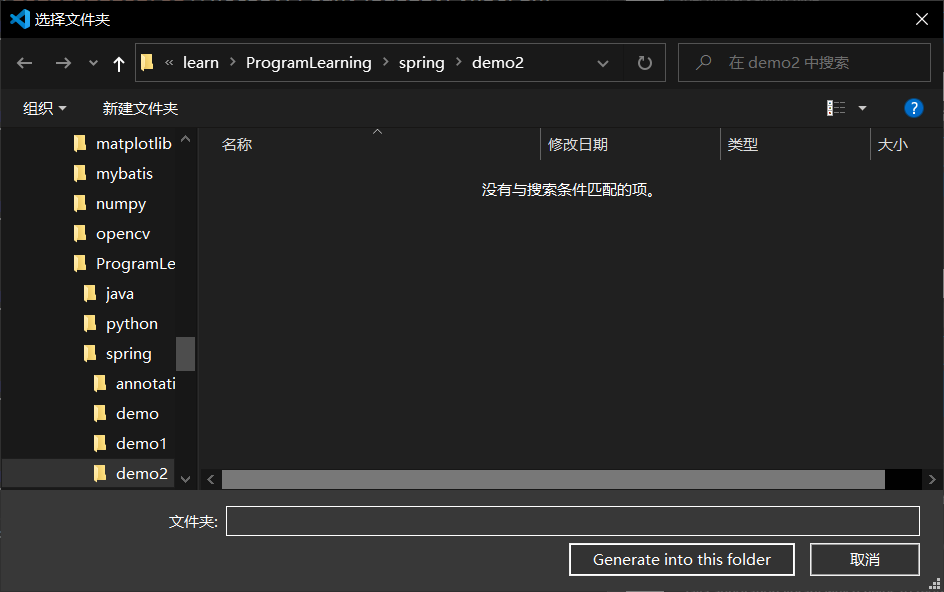 选择文件夹
« learn > ProgramLearning > spring > demo2
在 demo2 中搜索
组织
新建文件夹
?
matplotlib
mybatis
numpy
opencv
ProgramLe
java
python
spring
annotati
demo
demo1
demo2
名称
修改日期
类型
大小
没有与搜索条件匹配的项。
文件夹:
Generate into this folder
取消